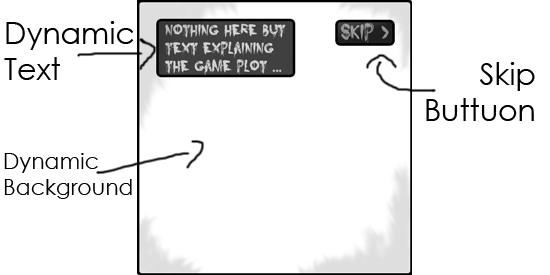 Dynamic
Text
NOTHING HERE BUT
TEXT EXPLAINING
THE GAME PLOT ...
SKIP >
Skip
Buttuon
Dynamic
Background